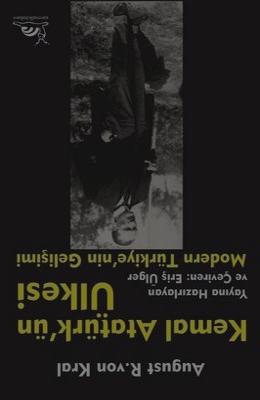 August R. von Kral
Kemal Atatürk'ün
Ülkesi
Yayına Hazırlayan
ve Çeviren: Eriş Ülger
Modern Türkiye'nin Gelişimi